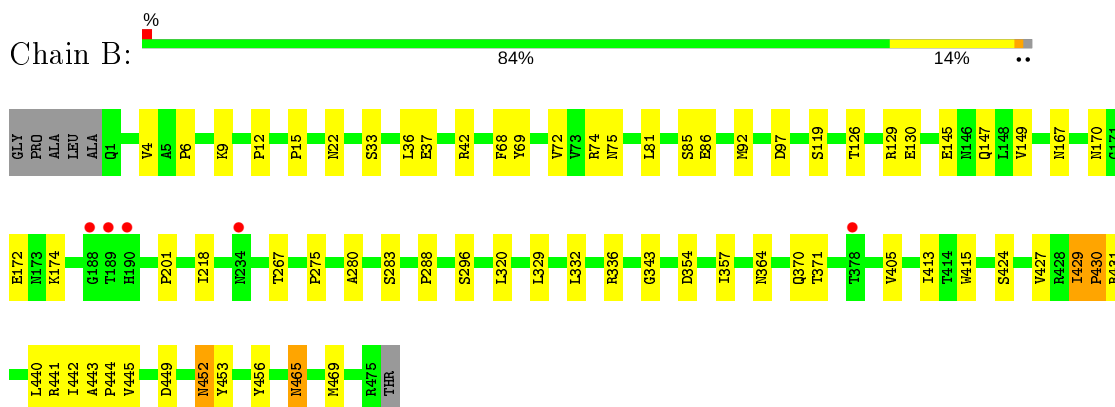 %
Chain B:
84% 14% ••
GLY PRO ALA LEU ALA Q1 V4 A5 P6 K9 P12 P15 N22 S33 L36 E37 R42 F68 Y69 V72 V73 R74 N75 L81 S85 E86 M92 D97 S119 T126 R129 E130 E145 N146 Q147 L148 V149 N167 N170 G171
E172 N173 K174 G188 T189 H190 P201 I218 N234 T267 P275 A280 S283 P288 S296 L320 L329 L332 R336 G343 D354 I357 N364 Q370 T371 T378 V405 I413 T414 W415 S424 V427 R428 I429 P430
L440 R441 I442 A443 P444 V445 D449 N452 Y453 Y456 N465 M469 R475 THR